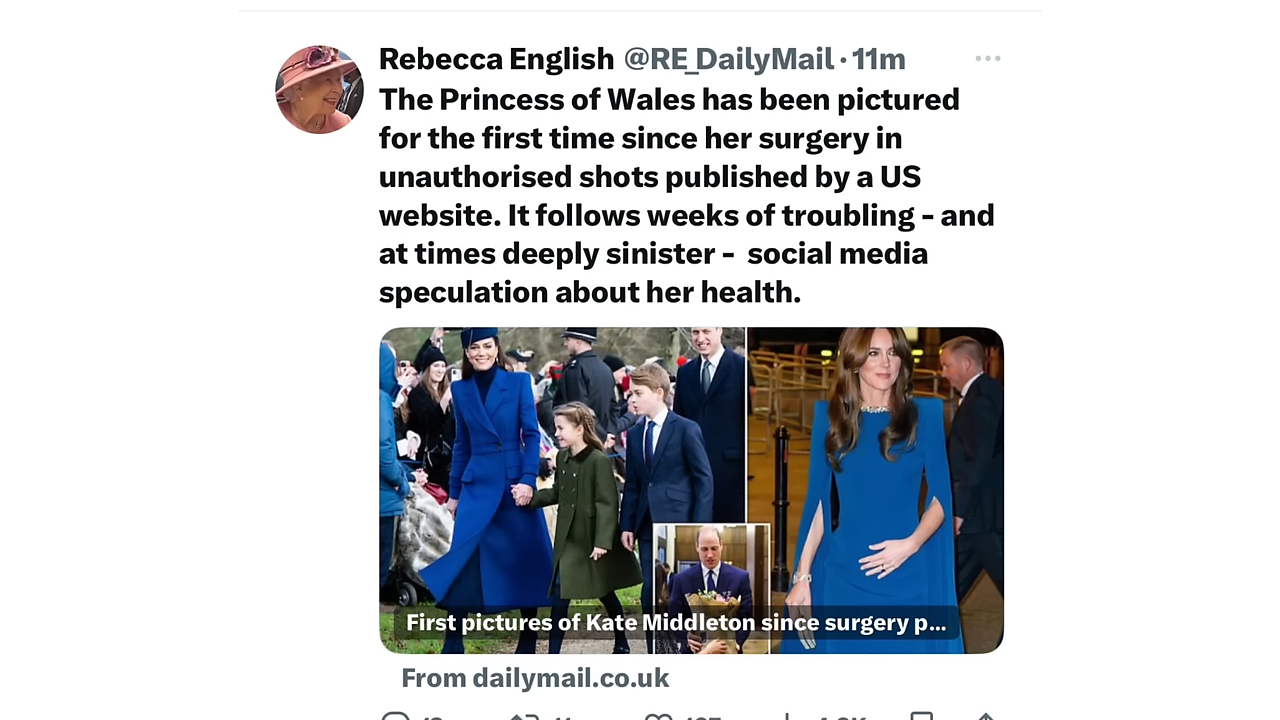 Rebecca English @RE_DailyMail · 11m
The Princess of Wales has been pictured
for the first time since her surgery in
unauthorised shots published by a US
website. It follows weeks of troubling - and
at times deeply sinister -  social media
speculation about her health.
First pictures of Kate Middleton since surgery p...
From dailymail.co.uk